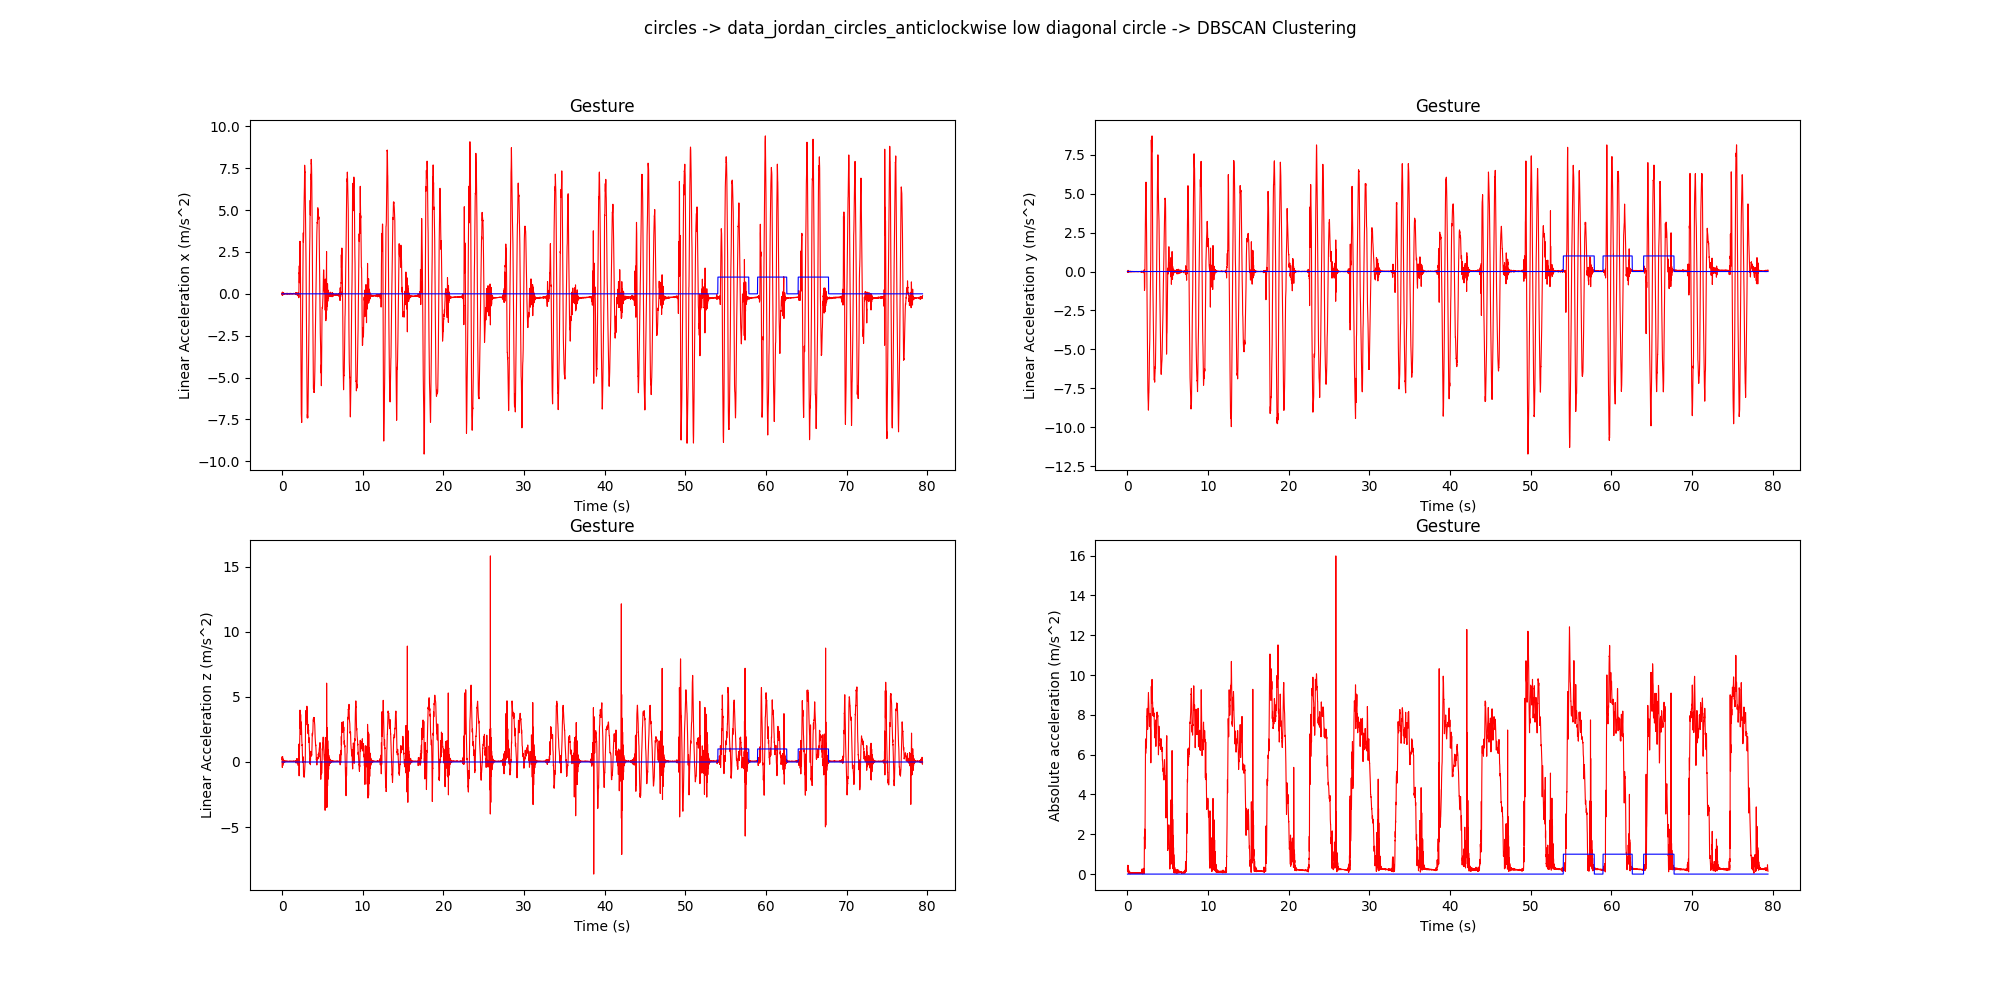 circles -> data_jordan_circles_anticlockwise low diagonal circle -> DBSCAN Clustering
Gesture
Linear Acceleration x (m/s^2)
10.0
7.5
5.0
2.5
0.0
−2.5
−5.0
−7.5
−10.0
0 10 20 30 40 50 60 70 80
Time (s)
Gesture
Linear Acceleration y (m/s^2)
7.5
5.0
2.5
0.0
−2.5
−5.0
−7.5
−10.0
−12.5
0 10 20 30 40 50 60 70 80
Time (s)
Gesture
Linear Acceleration z (m/s^2)
15
10
5
0
−5
0 10 20 30 40 50 60 70 80
Time (s)
Gesture
Absolute acceleration (m/s^2)
16
14
12
10
8
6
4
2
0
0 10 20 30 40 50 60 70 80
Time (s)